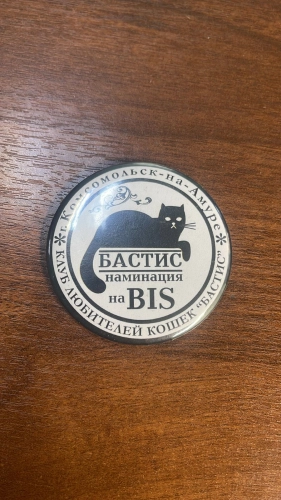 г. Комсомольск-на-Амуре
БАСТИС
наминация
на BIS
* КЛУБ ЛЮБИТЕЛЕЙ КОШЕК "БАСТИС" *